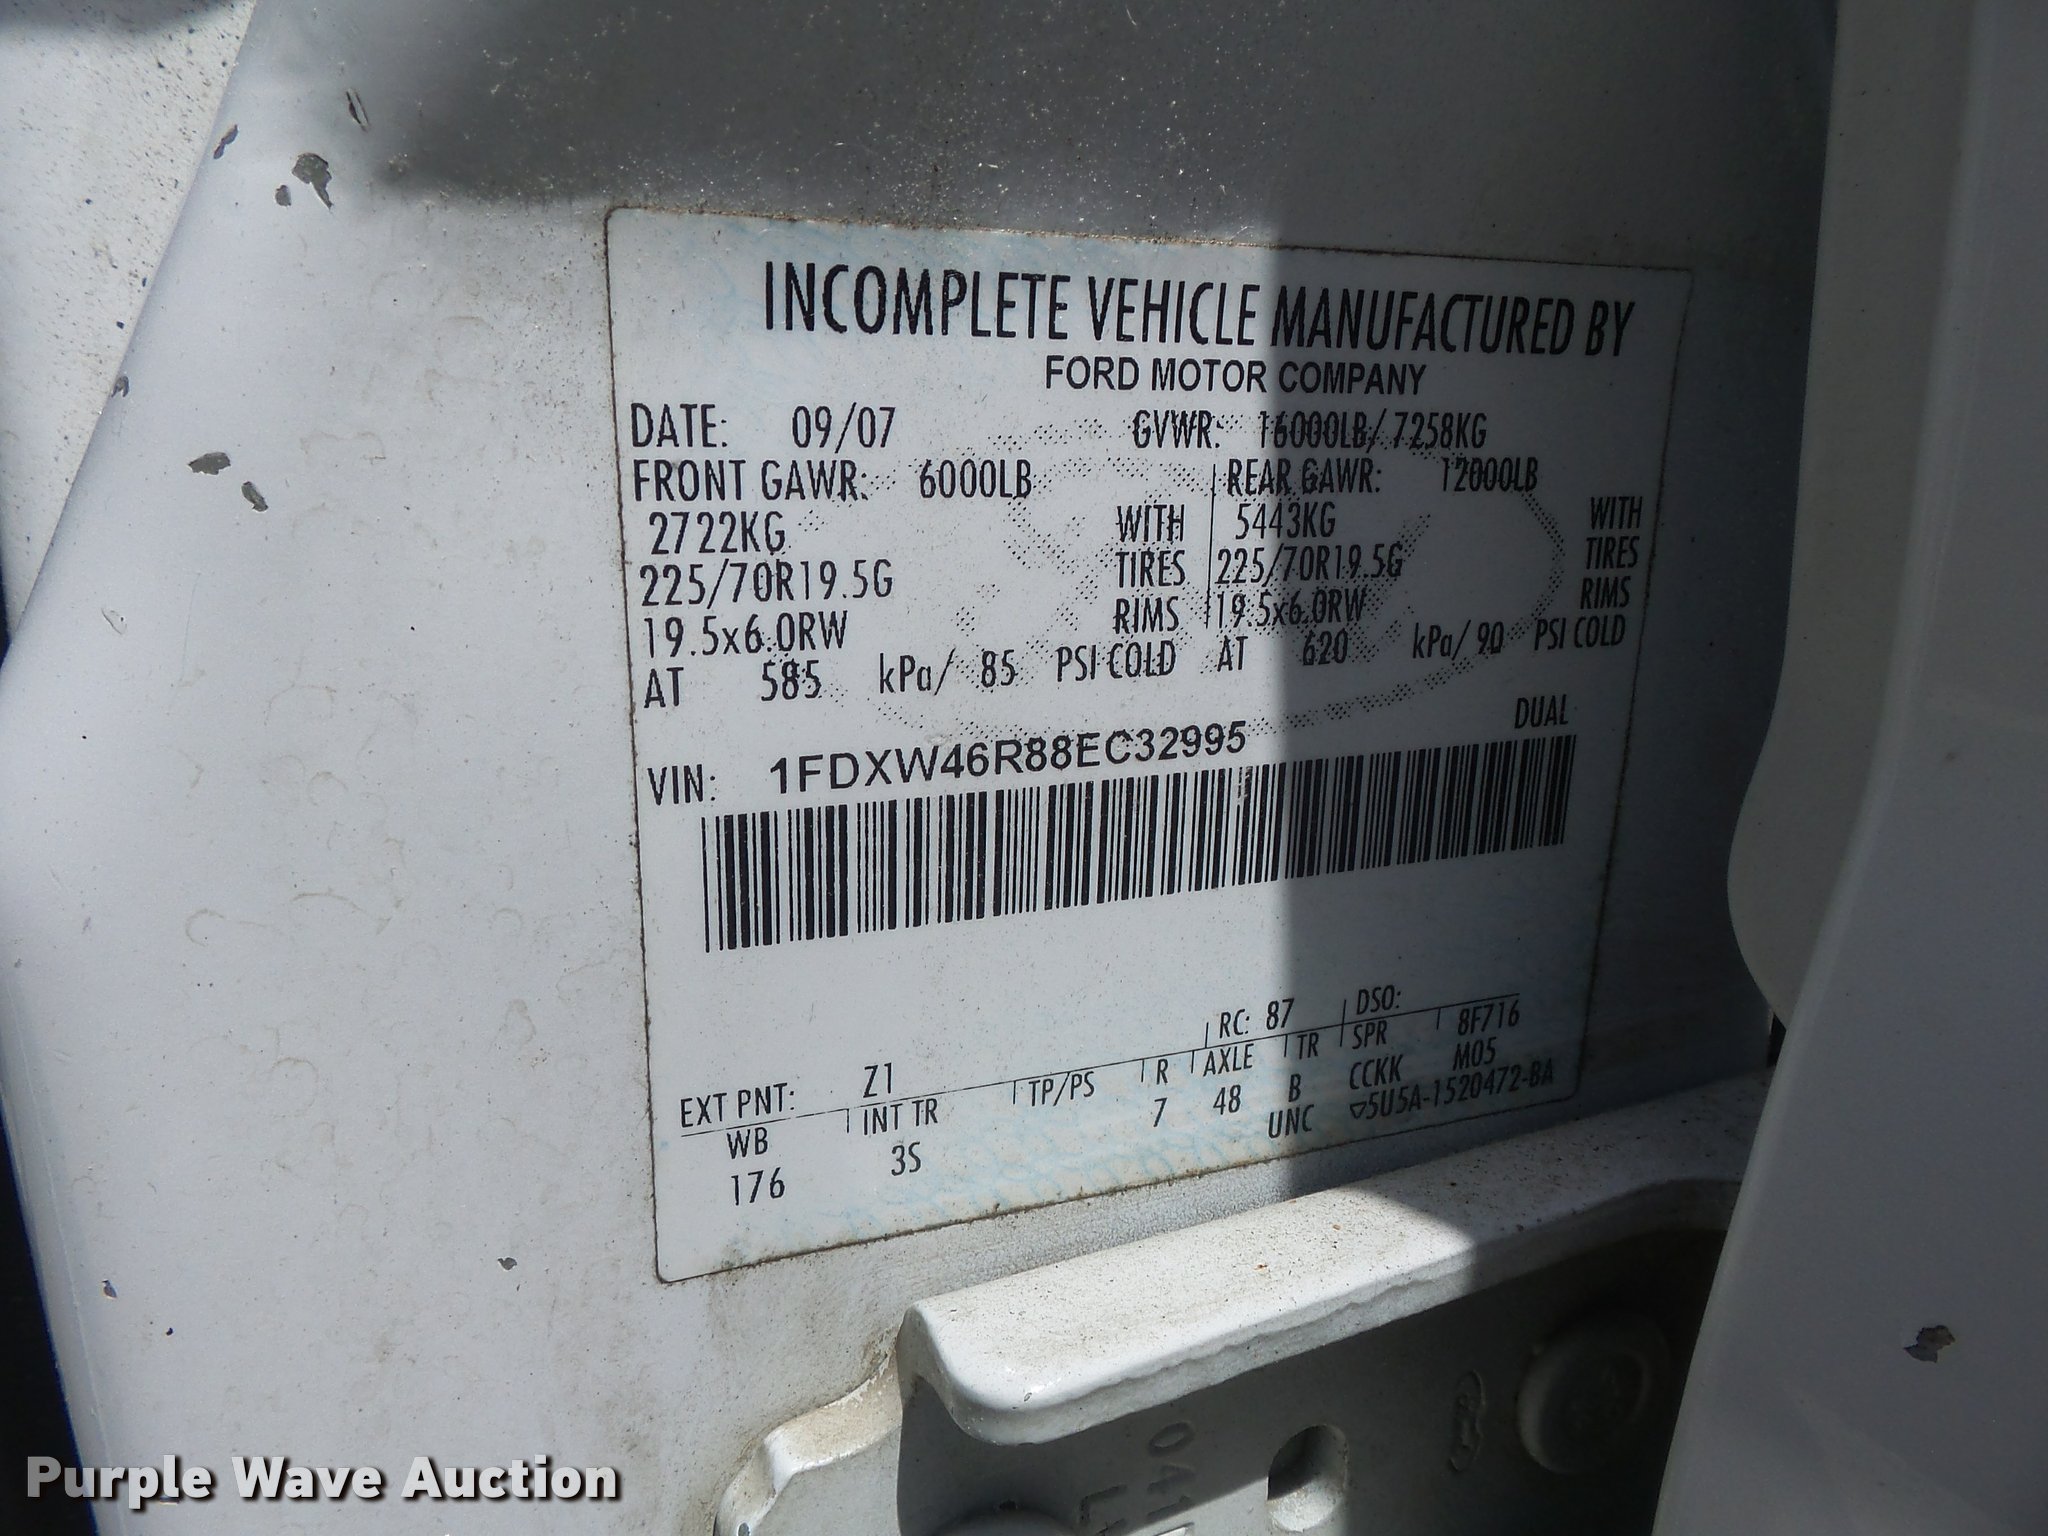 INCOMPLETE VEHICLE MANUFACTURED BY
FORD MOTOR COMPANY
DATE: 09/07 GVWR: 16000LB/ 7258KG
FRONT GAWR: 6000LB REAR GAWR: 12000LB
2722KG WITH 5443KG WITH
225/70R19.5G TIRES 225/70R19.5G TIRES
19.5x6.0RW RIMS 19.5x6.0RW RIMS
AT 585 kPa/ 85 PSI COLD AT 620 kPa/ 90 PSI COLD
DUAL
VIN: 1FDXW46R88EC32995
EXT PNT: Z1 RC: 87 DSO:
WB INT TR TP/PS R AXLE TR SPR 8F716
176 3S 7 48 B CCKK M05
UNC ▽5U5A-1520472-BA
Purple Wave Auction